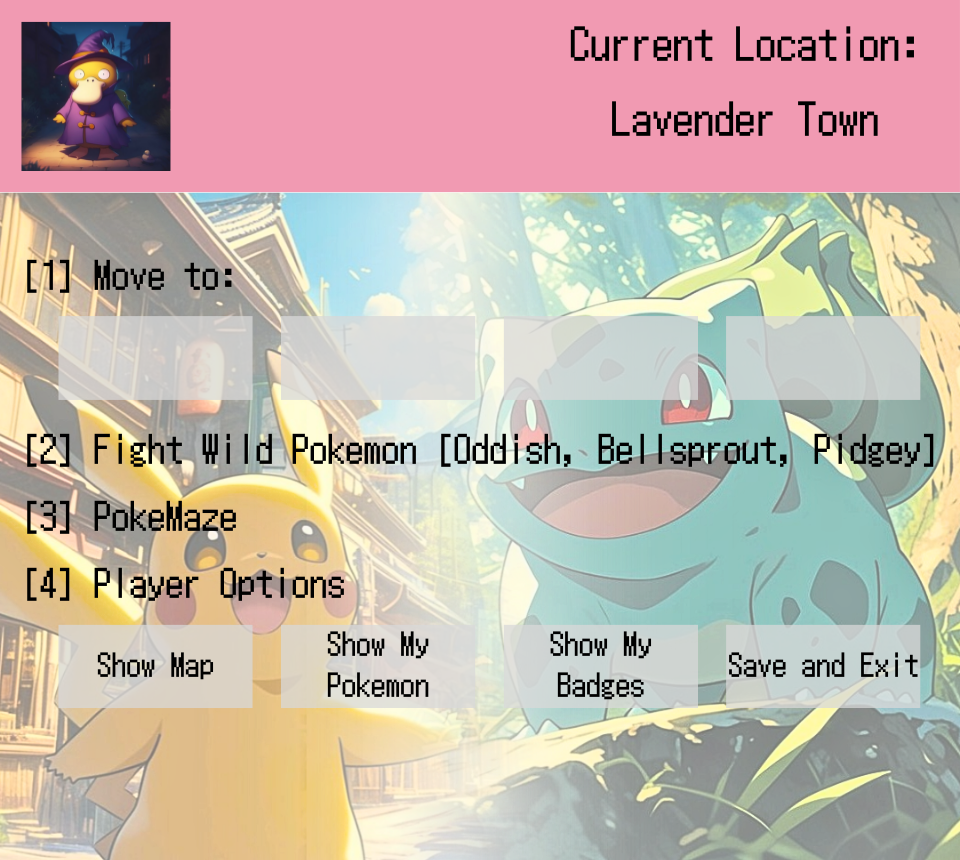 Current Location:
Lavender Town
[1] Move to:
[2] Fight Wild Pokemon [Oddish, Bellsprout, Pidgey]
[3] PokeMaze
[4] Player Options
Show Map
Show My
Pokemon
Show My
Badges
Save and Exit